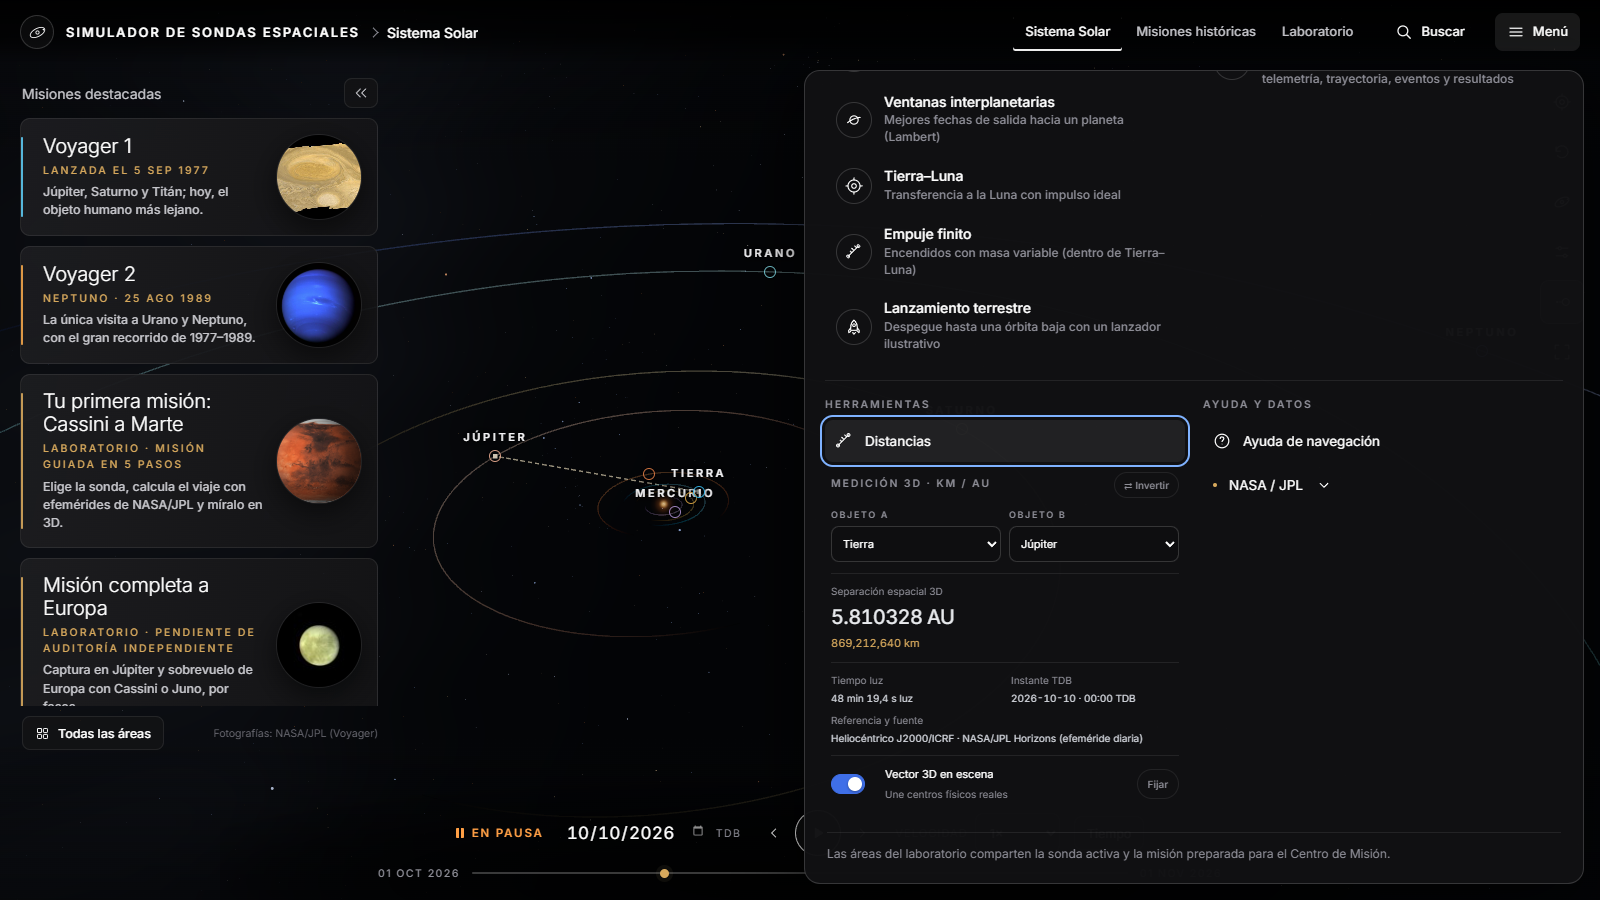 SIMULADOR DE SONDAS ESPACIALES > Sistema Solar
Sistema Solar
Misiones históricas
Laboratorio
Buscar
Menú
Misiones destacadas
Voyager 1
LANZADA EL 5 SEP 1977
Júpiter, Saturno y Titán; hoy, el
objeto humano más lejano.
Voyager 2
NEPTUNO · 25 AGO 1989
La única visita a Urano y Neptuno,
con el gran recorrido de 1977–1989.
Tu primera misión:
Cassini a Marte
LABORATORIO · MISIÓN
GUIADA EN 5 PASOS
Elige la sonda, calcula el viaje con
efemérides de NASA/JPL y míralo en
3D.
Misión completa a
Europa
LABORATORIO · PENDIENTE DE
AUDITORÍA INDEPENDIENTE
Captura en Júpiter y sobrevuelo de
Europa con Cassini o Juno, por
Todas las áreas
Fotografías: NASA/JPL (Voyager)
URANO
JÚPITER
TIERRA
MERCURIO
EN PAUSA
10/10/2026
TDB
01 OCT 2026
telemetría, trayectoria, eventos y resultados
Ventanas interplanetarias
Mejores fechas de salida hacia un planeta
(Lambert)
Tierra–Luna
Transferencia a la Luna con impulso ideal
Empuje finito
Encendidos con masa variable (dentro de Tierra–
Luna)
Lanzamiento terrestre
Despegue hasta una órbita baja con un lanzador
ilustrativo
NEPTUNO
HERRAMIENTAS
Distancias
MEDICIÓN 3D · KM / AU
⇄ Invertir
OBJETO A
OBJETO B
Tierra
Júpiter
Separación espacial 3D
5.810328 AU
869,212,640 km
Tiempo luz
Instante TDB
48 min 19,4 s luz
2026-10-10 · 00:00 TDB
Referencia y fuente
Heliocéntrico J2000/ICRF · NASA/JPL Horizons (efeméride diaria)
Vector 3D en escena
Une centros físicos reales
Fijar
AYUDA Y DATOS
Ayuda de navegación
NASA / JPL
Las áreas del laboratorio comparten la sonda activa y la misión preparada para el Centro de Misión.